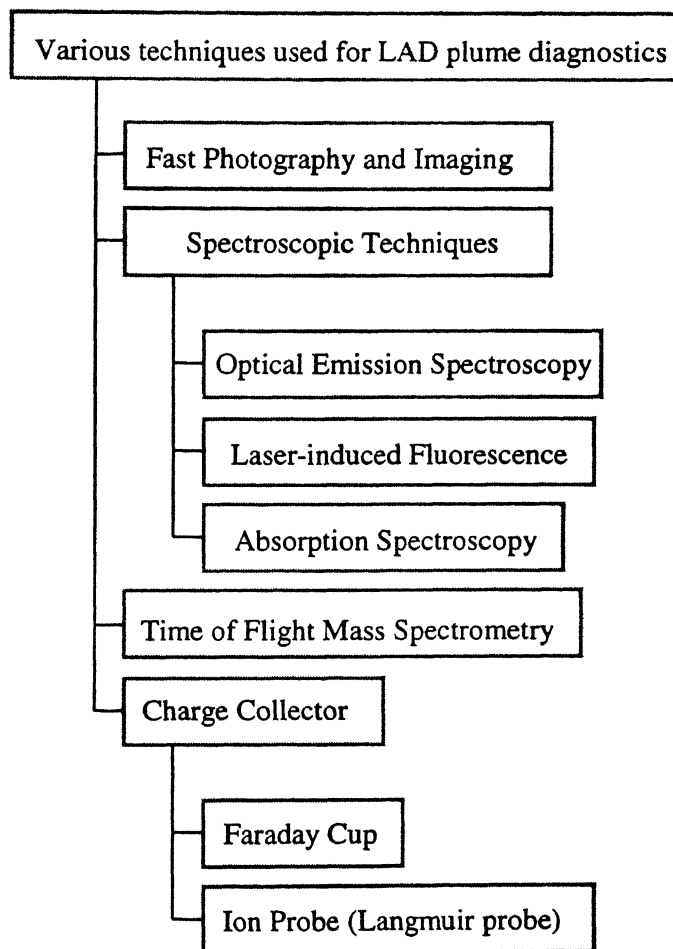 Various techniques used for LAD plume diagnostics
Fast Photography and Imaging
Spectroscopic Techniques
Optical Emission Spectroscopy
Laser-induced Fluorescence
Absorption Spectroscopy
Time of Flight Mass Spectrometry
Charge Collector
Faraday Cup
Ion Probe (Langmuir probe)